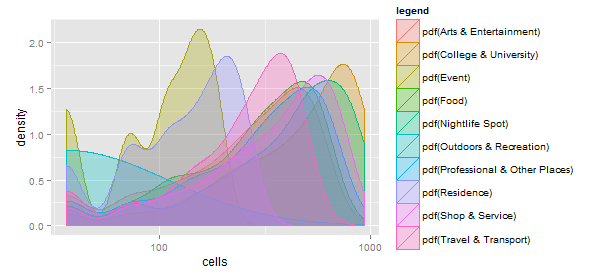 legend
pdf(Arts & Entertainment)
pdf(College & University)
pdf(Event)
pdf(Food)
pdf(Nightlife Spot)
pdf(Outdoors & Recreation)
pdf(Professional & Other Places)
pdf(Residence)
pdf(Shop & Service)
pdf(Travel & Transport)
density
2.0
1.5
1.0
0.5
0.0
100
1000
cells